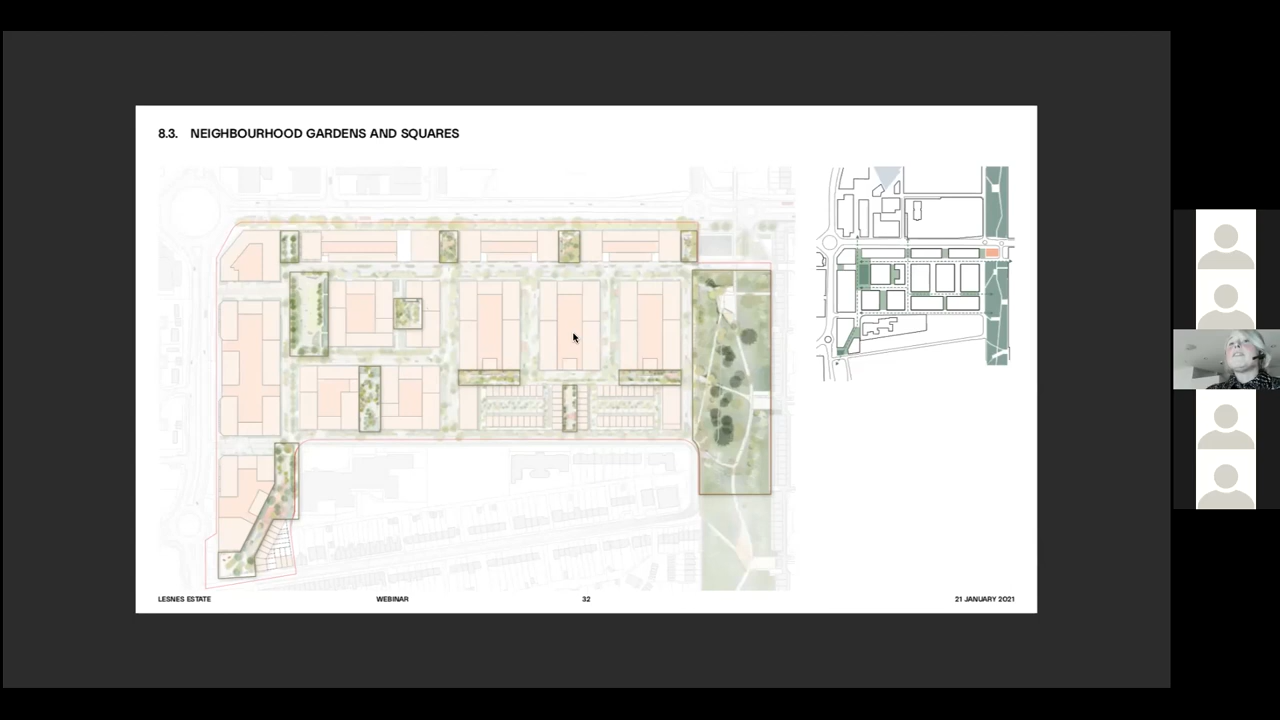 8.3. NEIGHBOURHOOD GARDENS AND SQUARES
LESNES ESTATE WEBINAR 32 21 JANUARY 2021